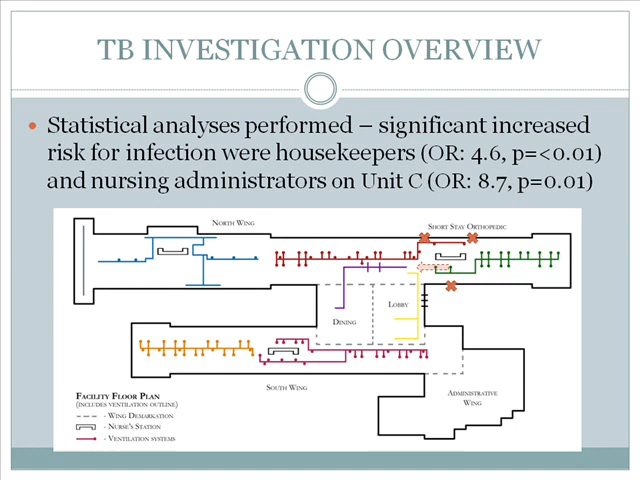 TB INVESTIGATION OVERVIEW
• Statistical analyses performed – significant increased
risk for infection were housekeepers (OR: 4.6, p=<0.01)
and nursing administrators on Unit C (OR: 8.7, p=0.01)
NORTH WING
SHORT STAY ORTHOPEDIC
DINING
LOBBY
SOUTH WING
ADMINISTRATIVE
WING
FACILITY FLOOR PLAN
(INCLUDES VENTILATION OUTLINE)
- WING DEMARKATION
- NURSE'S STATION
- VENTILATION SYSTEMS